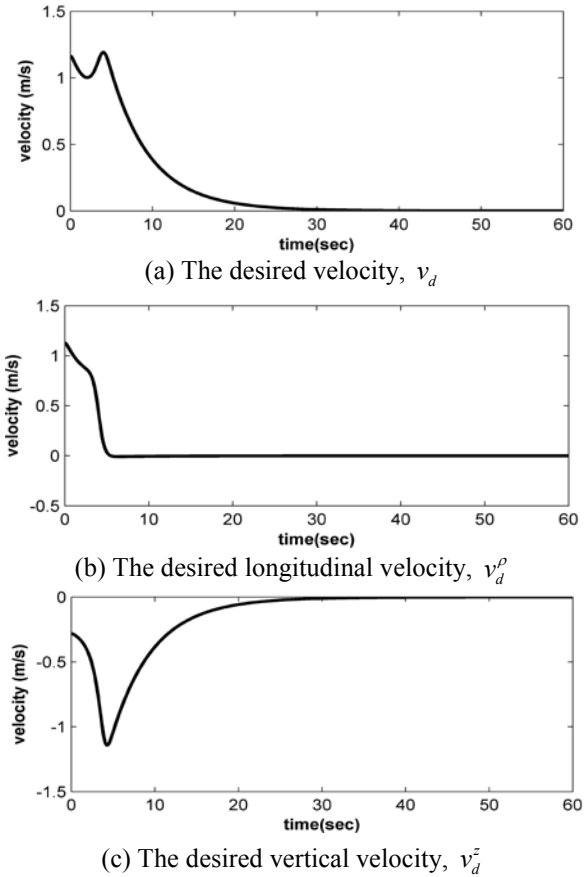 1.5
1
0.5
0
velocity (m/s)
0 10 20 30 40 50 60
time(sec)
(a) The desired velocity, v_d
1.5
1
0.5
0
-0.5
velocity (m/s)
0 10 20 30 40 50 60
time(sec)
(b) The desired longitudinal velocity, v_d^ρ
0
-0.5
-1
-1.5
velocity (m/s)
0 10 20 30 40 50 60
time(sec)
(c) The desired vertical velocity, v_d^z